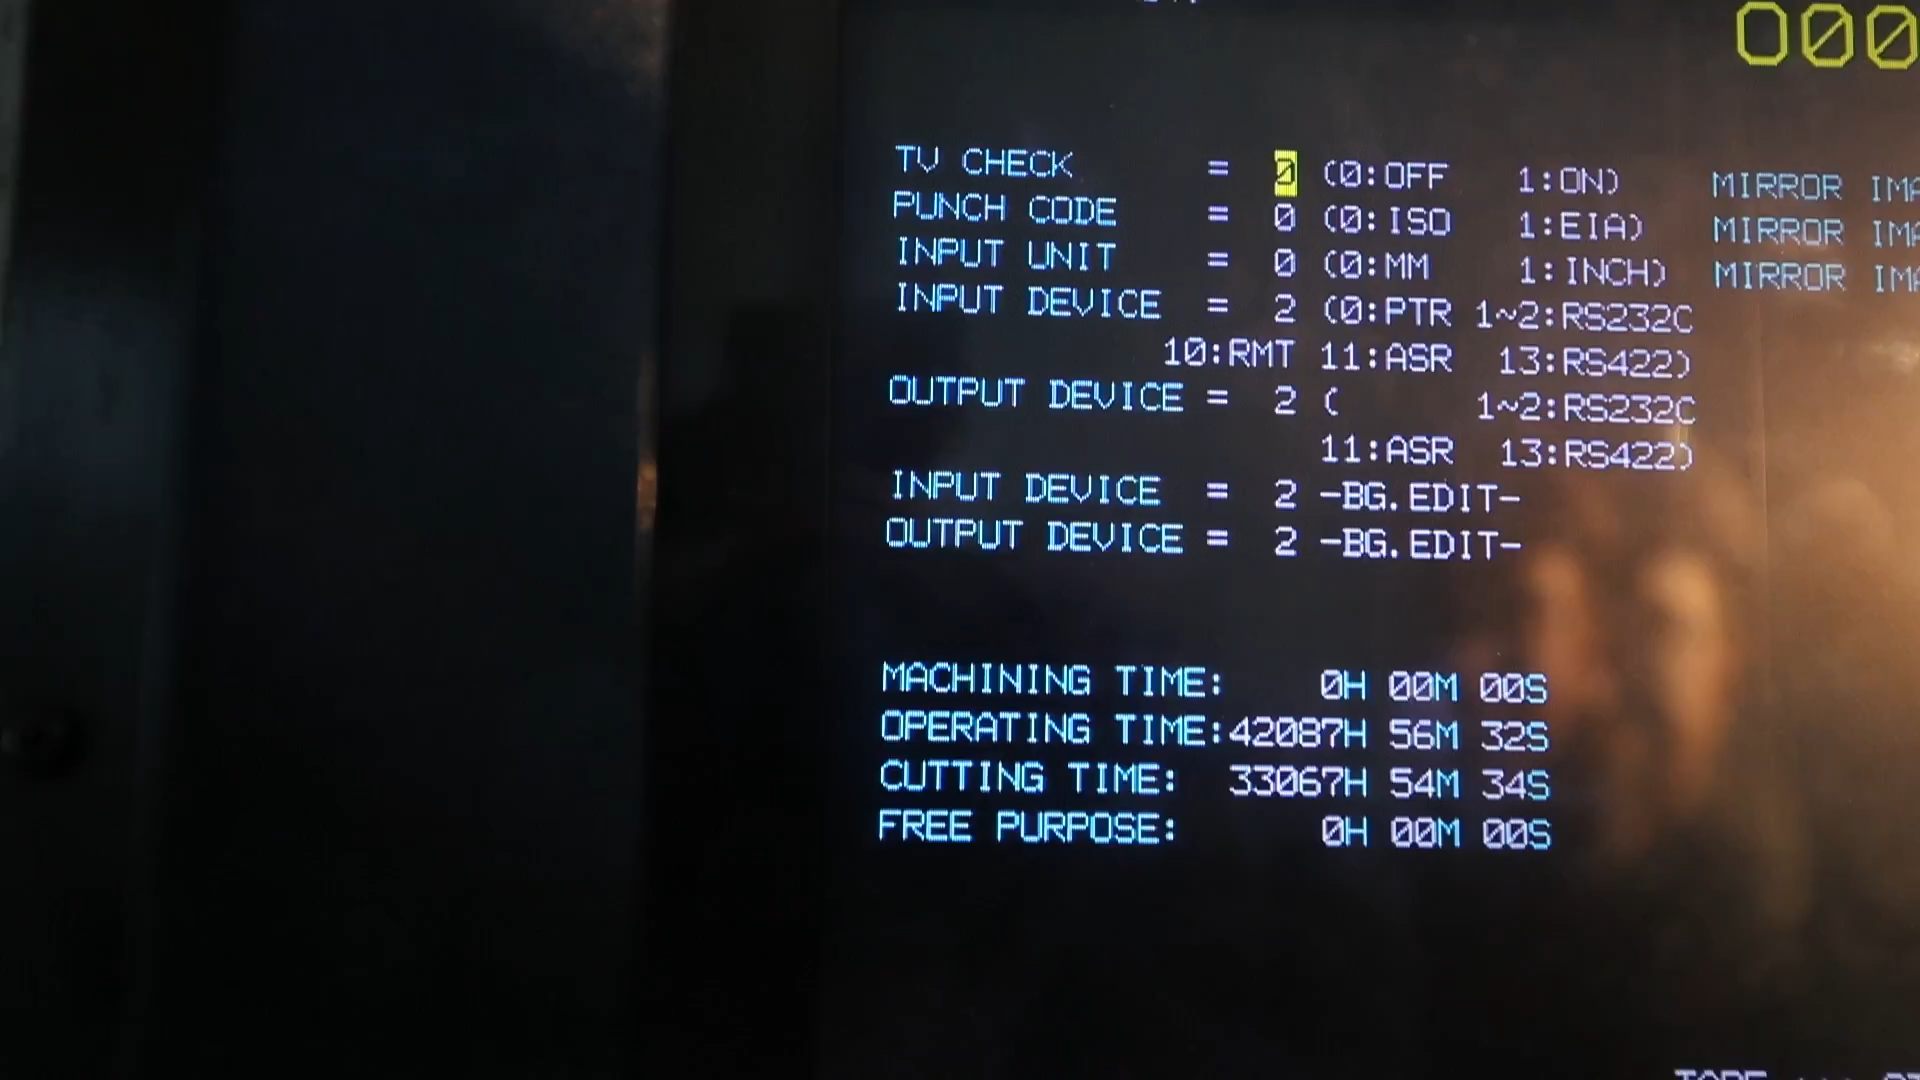 O00
TV CHECK = 0 (0:OFF 1:ON) MIRROR IMA
PUNCH CODE = 0 (0:ISO 1:EIA) MIRROR IMA
INPUT UNIT = 0 (0:MM 1:INCH) MIRROR IMA
INPUT DEVICE = 2 (0:PTR 1~2:RS232C
10:RMT 11:ASR 13:RS422)
OUTPUT DEVICE = 2 ( 1~2:RS232C
11:ASR 13:RS422)
INPUT DEVICE = 2 -BG.EDIT-
OUTPUT DEVICE = 2 -BG.EDIT-
MACHINING TIME: 0H 00M 00S
OPERATING TIME:42087H 56M 32S
CUTTING TIME: 33067H 54M 34S
FREE PURPOSE: 0H 00M 00S